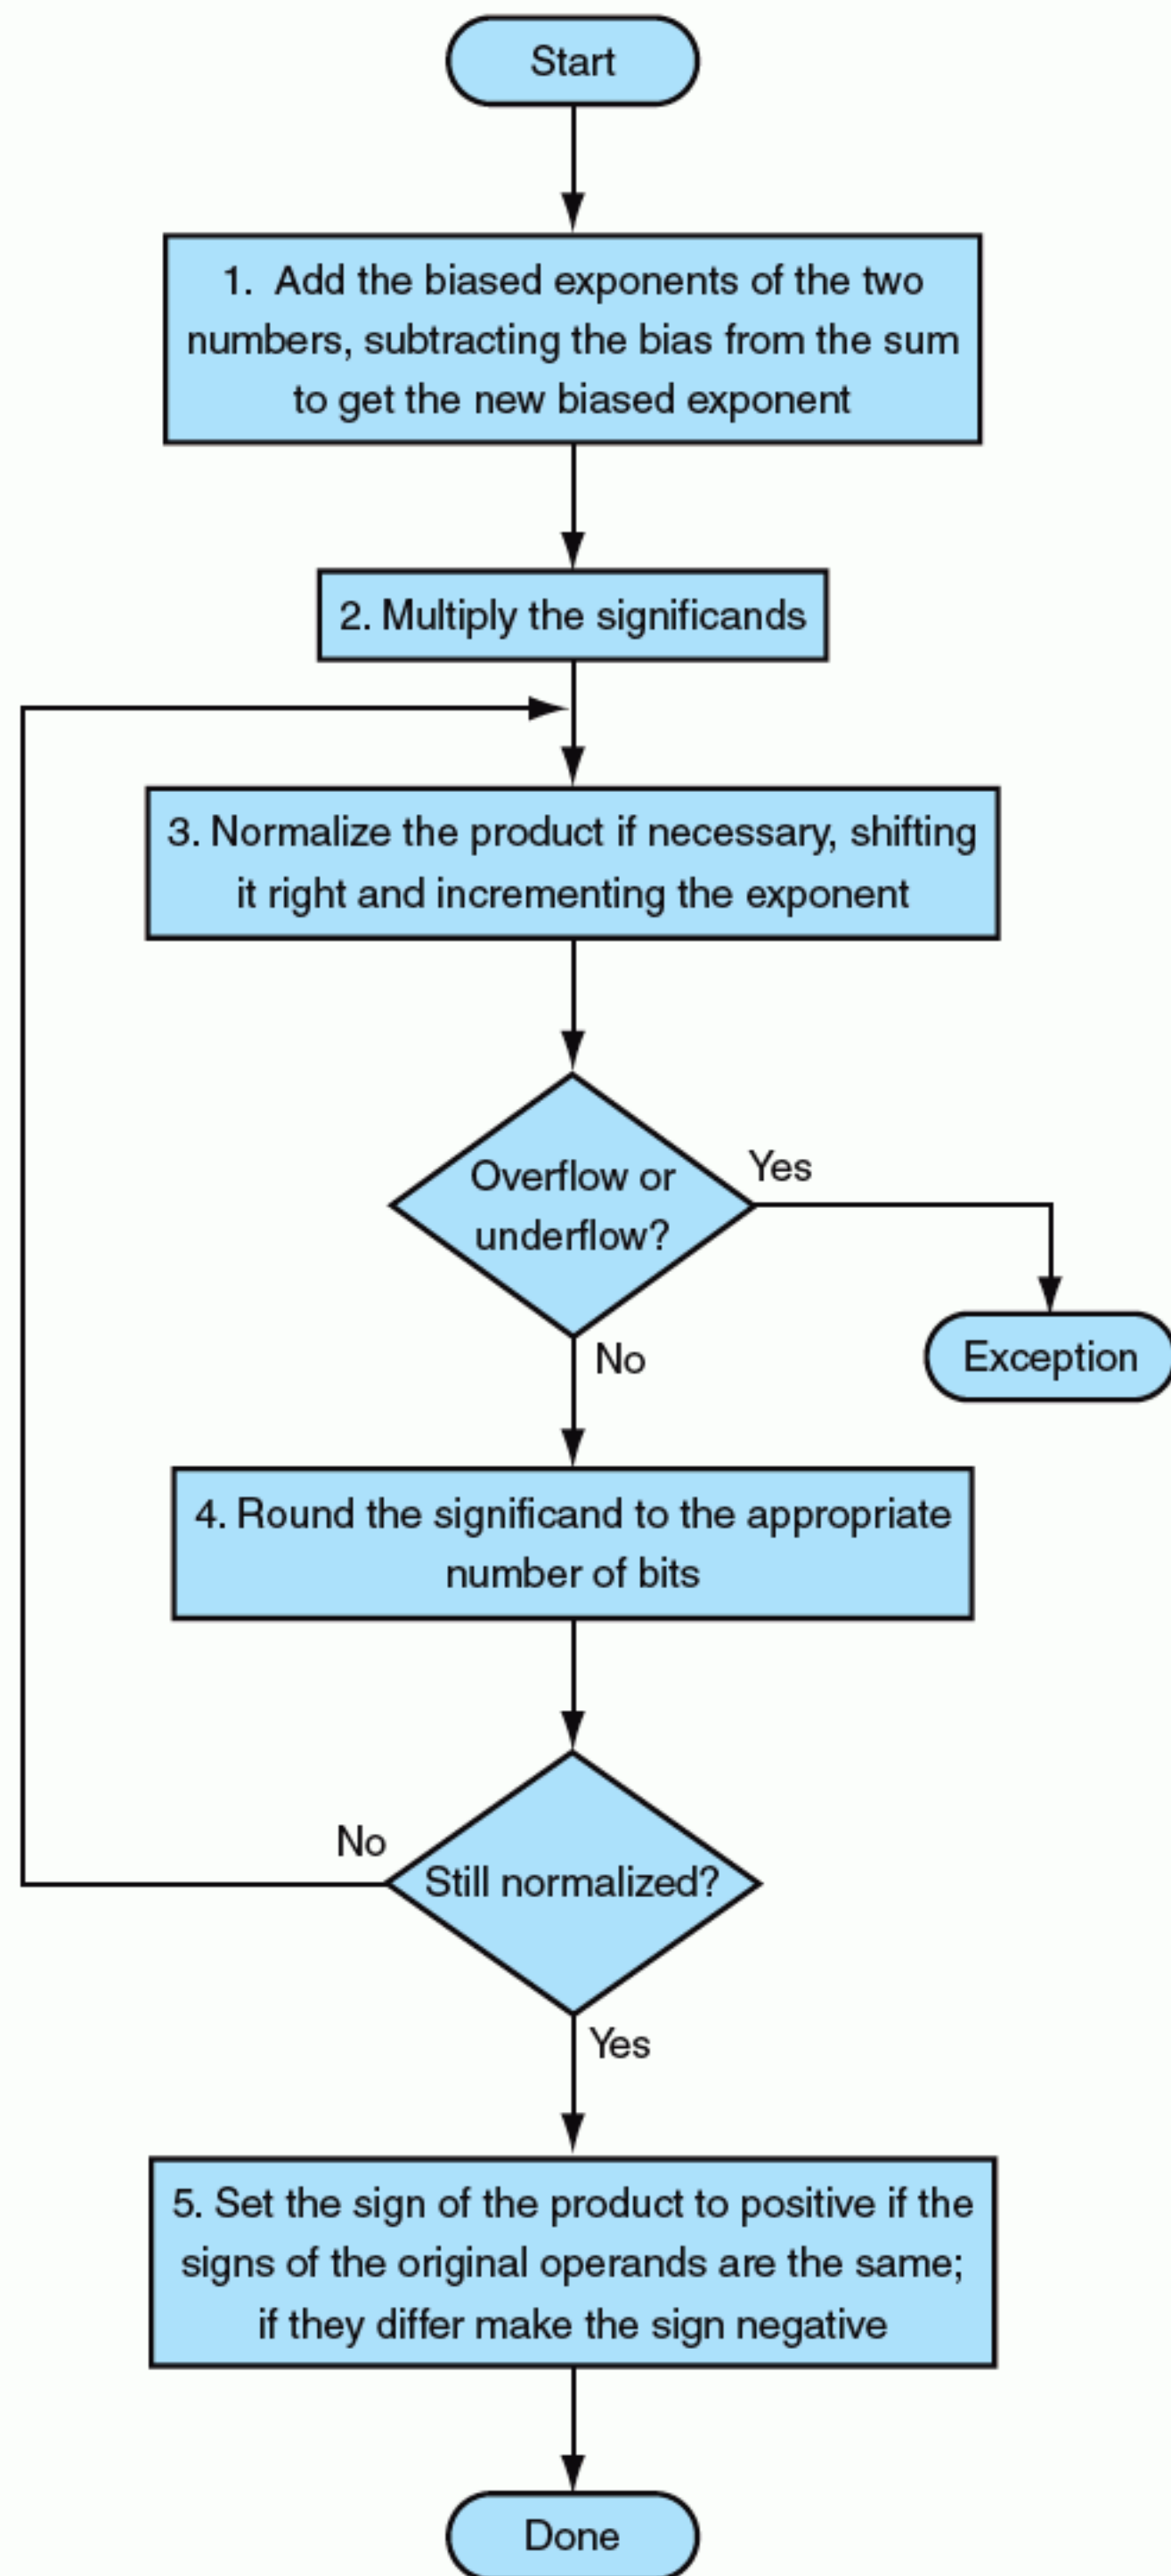 Start
1. Add the biased exponents of the two
numbers, subtracting the bias from the sum
to get the new biased exponent
2. Multiply the significands
3. Normalize the product if necessary, shifting
it right and incrementing the exponent
Overflow or
underflow?
Yes
No
Exception
4. Round the significand to the appropriate
number of bits
No
Still normalized?
Yes
5. Set the sign of the product to positive if the
signs of the original operands are the same;
if they differ make the sign negative
Done